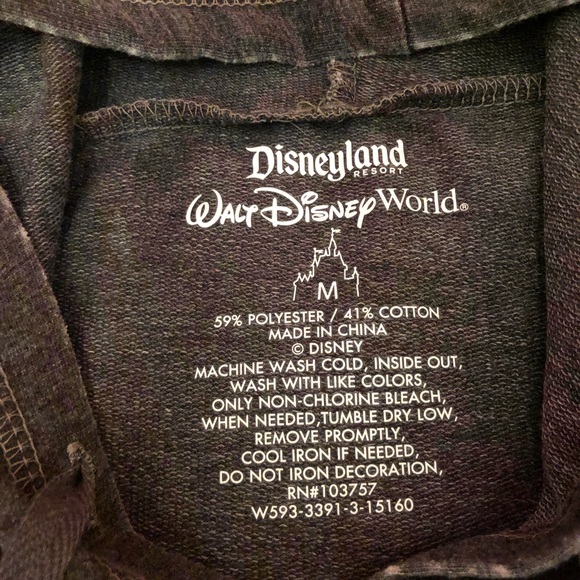 Disneyland
RESORT
WALT DISNEY World®
M
59% POLYESTER / 41% COTTON
MADE IN CHINA
© DISNEY
MACHINE WASH COLD, INSIDE OUT,
WASH WITH LIKE COLORS,
ONLY NON-CHLORINE BLEACH,
WHEN NEEDED,TUMBLE DRY LOW,
REMOVE PROMPTLY,
COOL IRON IF NEEDED,
DO NOT IRON DECORATION,
RN#103757
W593-3391-3-15160